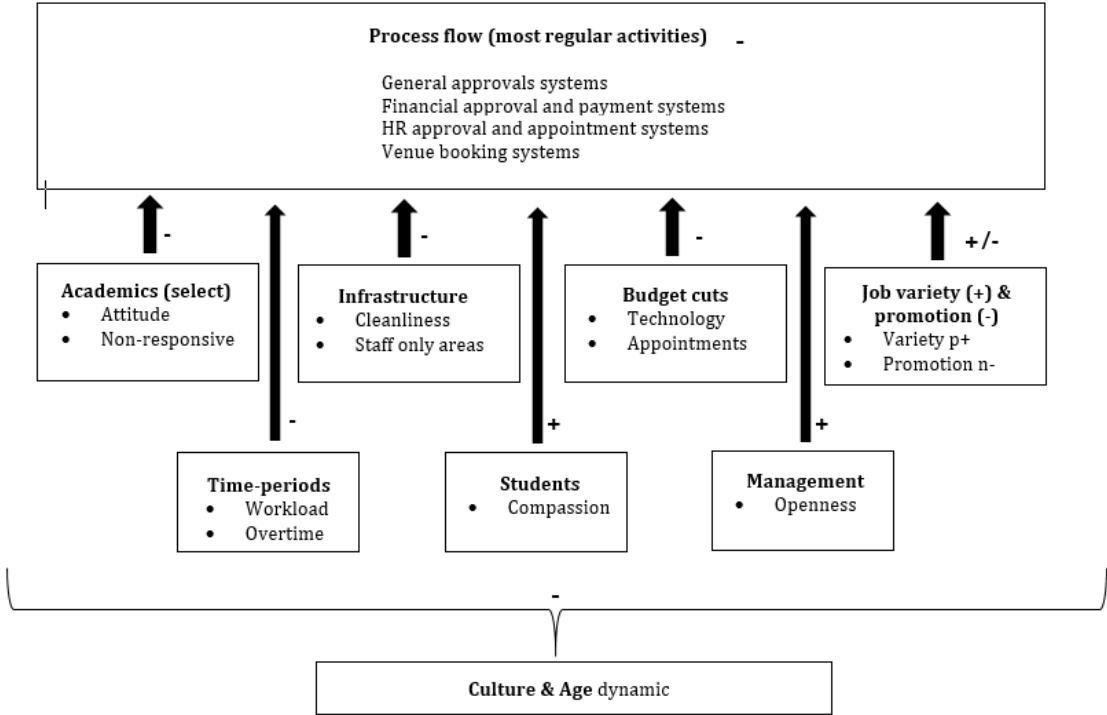 Process flow (most regular activities) -
General approvals systems
Financial approval and payment systems
HR approval and appointment systems
Venue booking systems
-
-
-
+/-
Academics (select)
• Attitude
• Non-responsive
Infrastructure
• Cleanliness
• Staff only areas
Budget cuts
• Technology
• Appointments
Job variety (+) &
promotion (-)
• Variety p+
• Promotion n-
-
+
+
Time-periods
• Workload
• Overtime
Students
• Compassion
Management
• Openness
-
Culture & Age dynamic